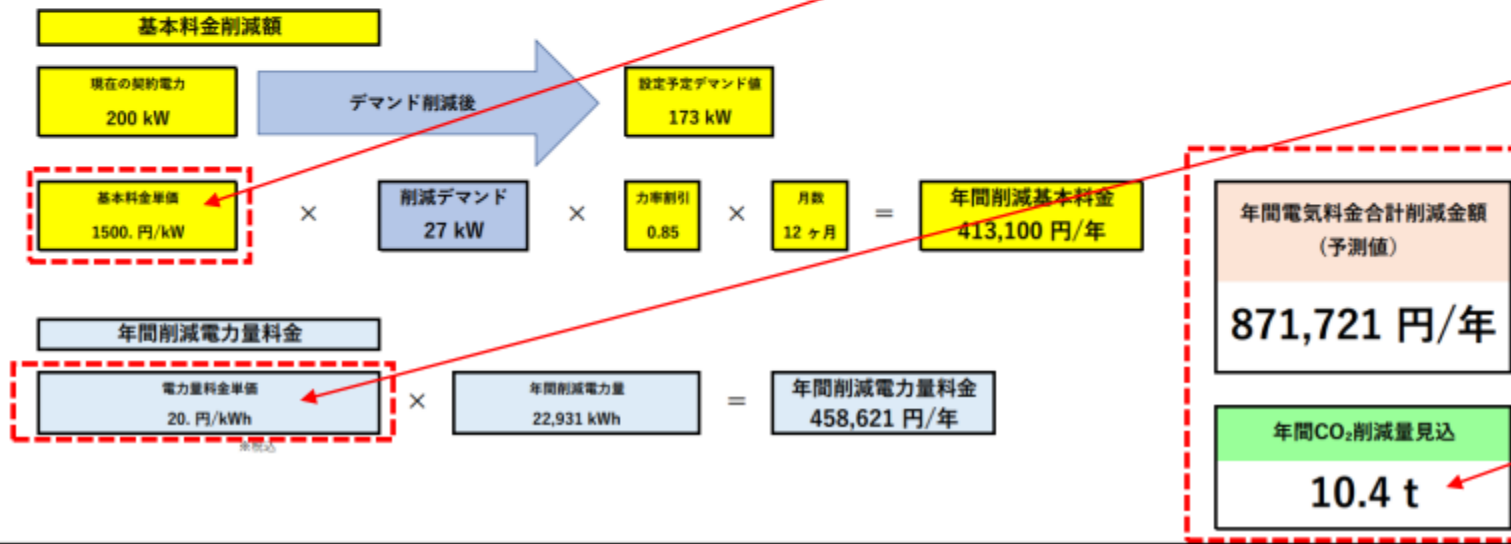 基本料金削減額
現在の契約電力
200 kW
デマンド削減後
設定予定デマンド値
173 kW
基本料金単価
1500. 円/kW
×
削減デマンド
27 kW
×
力率割引
0.85
×
月数
12 ヶ月
=
年間削減基本料金
413,100 円/年
年間電気料金合計削減金額
(予測値)
871,721 円/年
年間削減電力量料金
電力量料金単価
20. 円/kWh
×
年間削減電力量
22,931 kWh
=
年間削減電力量料金
458,621 円/年
※税込
年間CO₂削減量見込
10.4 t